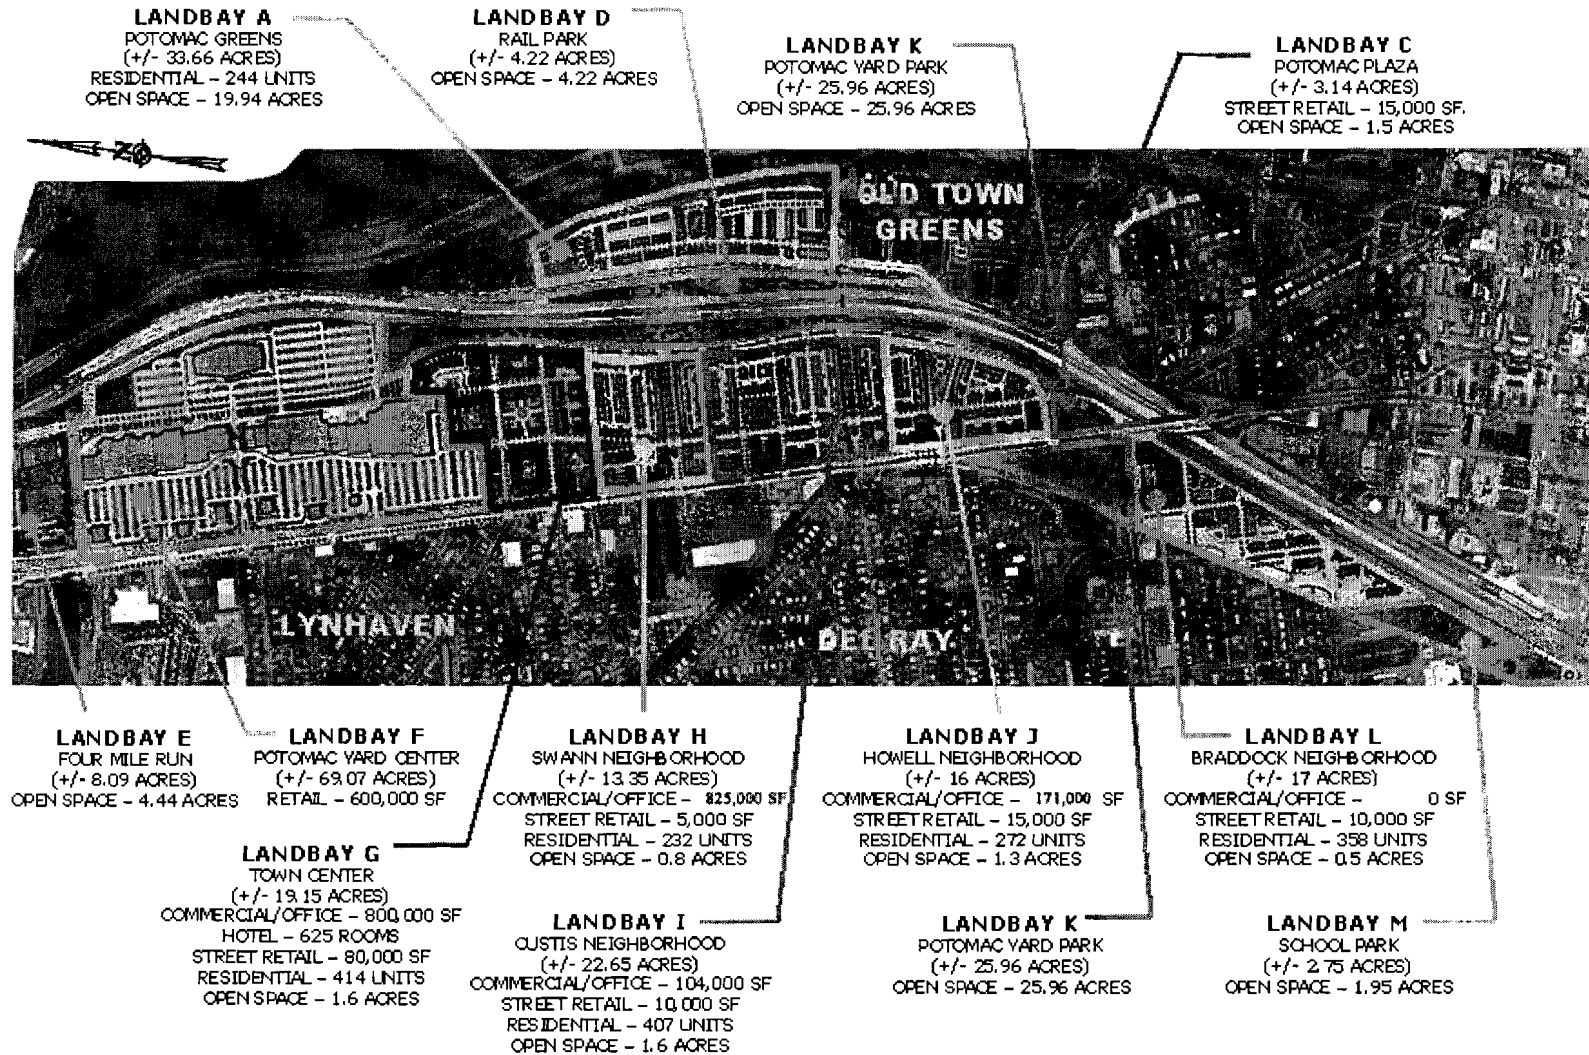 LANDBAY A
POTOMAC GREENS
(+/- 33.66 ACRES)
RESIDENTIAL – 244 UNITS
OPEN SPACE – 19.94 ACRES
LANDBAY D
RAIL PARK
(+/- 4.22 ACRES)
OPEN SPACE – 4.22 ACRES
LANDBAY K
POTOMAC YARD PARK
(+/- 25.96 ACRES)
OPEN SPACE – 25.96 ACRES
LANDBAY C
POTOMAC PLAZA
(+/- 3.14 ACRES)
STREET RETAIL – 15,000 SF.
OPEN SPACE – 1.5 ACRES
N
OLD TOWN
GREENS
LYNHAVEN
DEL RAY
LANDBAY E
FOUR MILE RUN
(+/- 8.09 ACRES)
OPEN SPACE – 4.44 ACRES
LANDBAY F
POTOMAC YARD CENTER
(+/- 69.07 ACRES)
RETAIL – 600,000 SF
LANDBAY H
SWANN NEIGHBORHOOD
(+/- 13.35 ACRES)
COMMERCIAL/OFFICE – 825,000 SF
STREET RETAIL – 5,000 SF
RESIDENTIAL – 232 UNITS
OPEN SPACE – 0.8 ACRES
LANDBAY J
HOWELL NEIGHBORHOOD
(+/- 16 ACRES)
COMMERCIAL/OFFICE – 171,000 SF
STREET RETAIL – 15,000 SF
RESIDENTIAL – 272 UNITS
OPEN SPACE – 1.3 ACRES
LANDBAY L
BRADDOCK NEIGHBORHOOD
(+/- 17 ACRES)
COMMERCIAL/OFFICE – 0 SF
STREET RETAIL – 10,000 SF
RESIDENTIAL – 358 UNITS
OPEN SPACE – 0.5 ACRES
LANDBAY G
TOWN CENTER
(+/- 19.15 ACRES)
COMMERCIAL/OFFICE – 800,000 SF
HOTEL – 625 ROOMS
STREET RETAIL – 80,000 SF
RESIDENTIAL – 414 UNITS
OPEN SPACE – 1.6 ACRES
LANDBAY I
CUSTIS NEIGHBORHOOD
(+/- 22.65 ACRES)
COMMERCIAL/OFFICE – 104,000 SF
STREET RETAIL – 10,000 SF
RESIDENTIAL – 407 UNITS
OPEN SPACE – 1.6 ACRES
LANDBAY K
POTOMAC YARD PARK
(+/- 25.96 ACRES)
OPEN SPACE – 25.96 ACRES
LANDBAY M
SCHOOL PARK
(+/- 2.75 ACRES)
OPEN SPACE – 1.95 ACRES